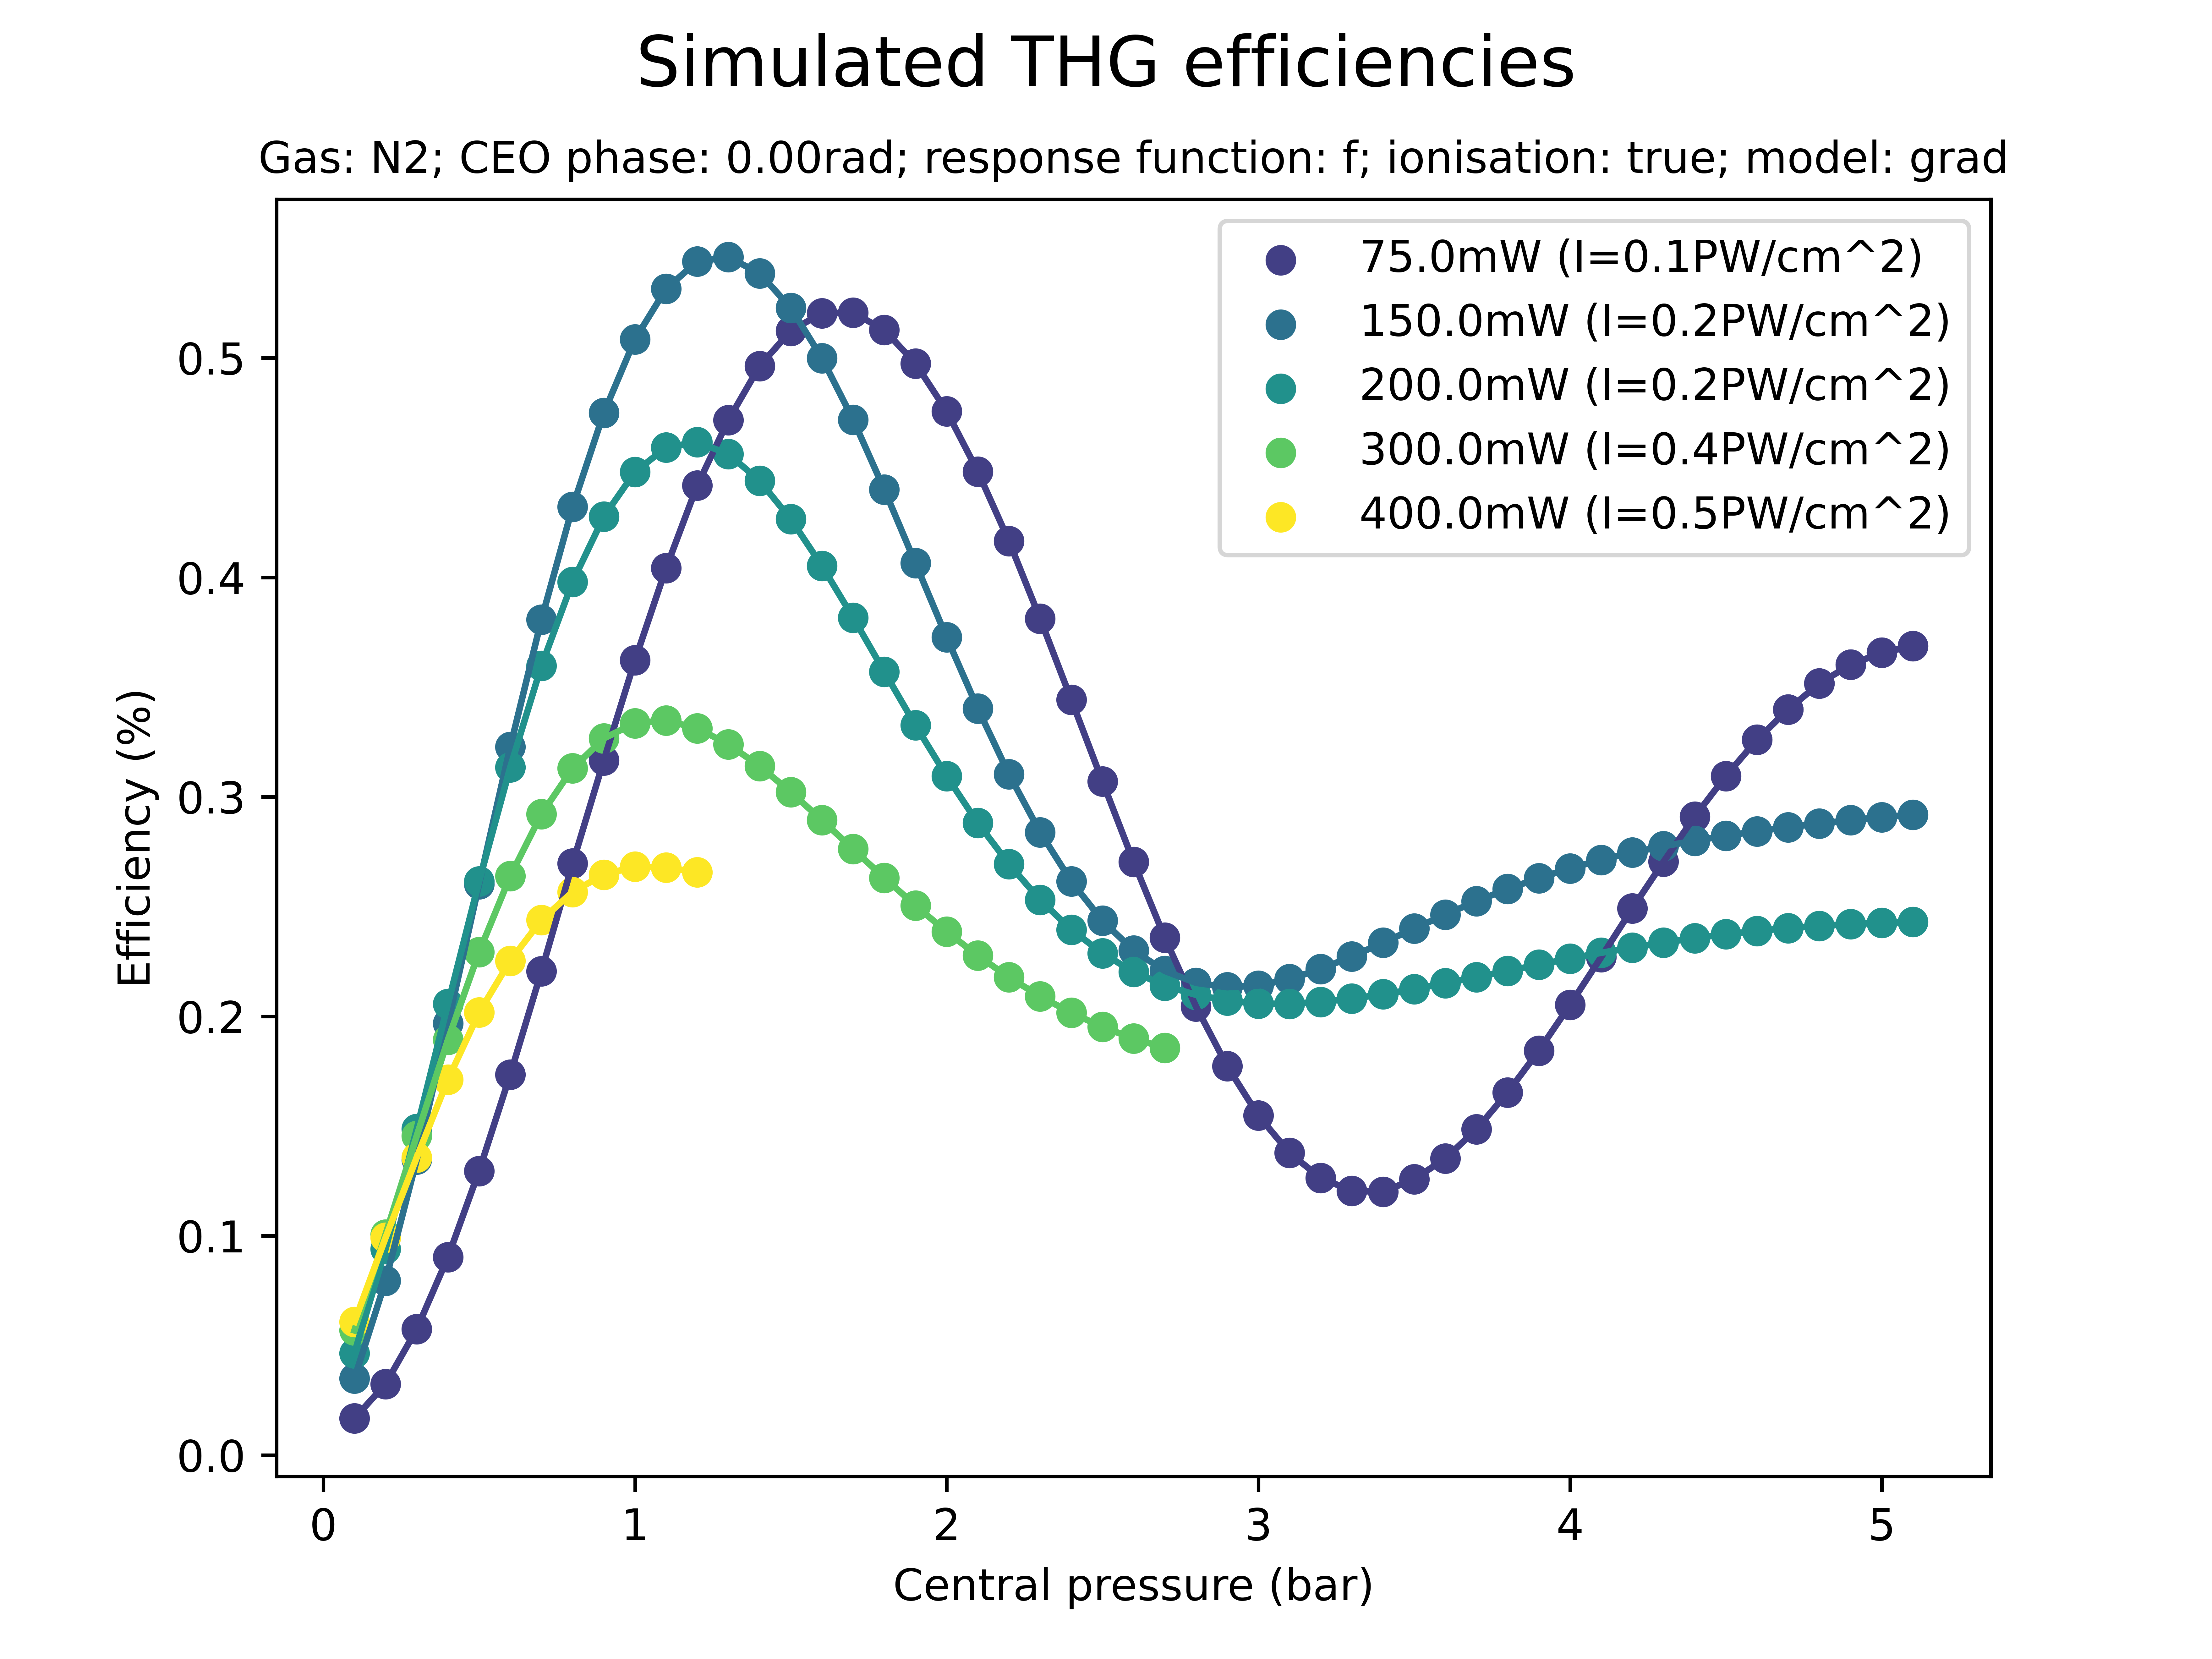 Simulated THG efficiencies
Gas: N2; CEO phase: 0.00rad; response function: f; ionisation: true; model: grad
75.0mW (I=0.1PW/cm^2)
150.0mW (I=0.2PW/cm^2)
200.0mW (I=0.2PW/cm^2)
300.0mW (I=0.4PW/cm^2)
400.0mW (I=0.5PW/cm^2)
Efficiency (%)
0.5
0.4
0.3
0.2
0.1
0.0
0 1 2 3 4 5
Central pressure (bar)